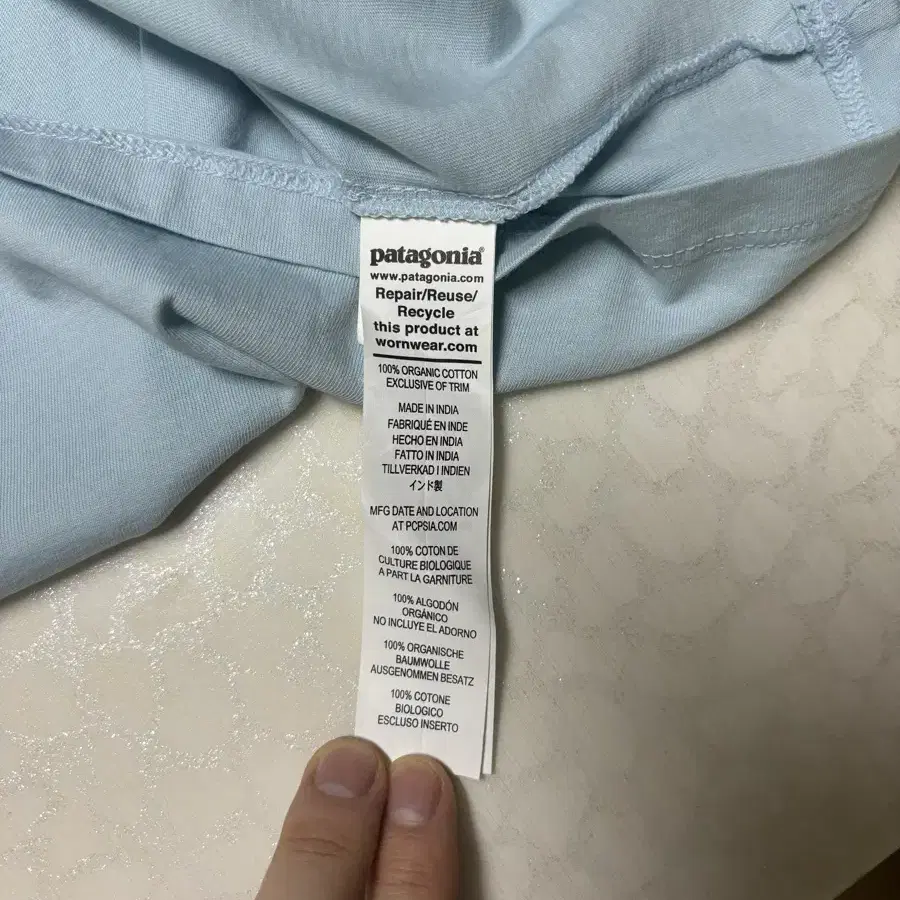 patagonia®
www.patagonia.com
Repair/Reuse/
Recycle
this product at
wornwear.com
100% ORGANIC COTTON
EXCLUSIVE OF TRIM
MADE IN INDIA
FABRIQUÉ EN INDE
HECHO EN INDIA
FATTO IN INDIA
TILLVERKAD I INDIEN
インド製
MFG DATE AND LOCATION
AT PCPSIA.COM
100% COTON DE
CULTURE BIOLOGIQUE
A PART LA GARNITURE
100% ALGODÓN
ORGÁNICO
NO INCLUYE EL ADORNO
100% ORGANISCHE
BAUMWOLLE
AUSGENOMMEN BESATZ
100% COTONE
BIOLOGICO
ESCLUSO INSERTO